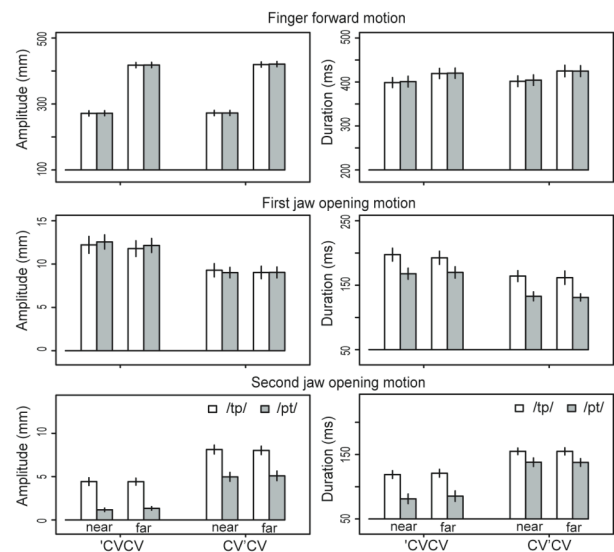 Finger forward motion
Amplitude (mm)
500
300
100
Duration (ms)
500
400
300
200
First jaw opening motion
Amplitude (mm)
15
10
5
0
Duration (ms)
250
150
50
Second jaw opening motion
Amplitude (mm)
10
5
0
/tp/ /pt/
near far near far
'CVCV CV'CV
Duration (ms)
150
50
/tp/ /pt/
near far near far
'CVCV CV'CV